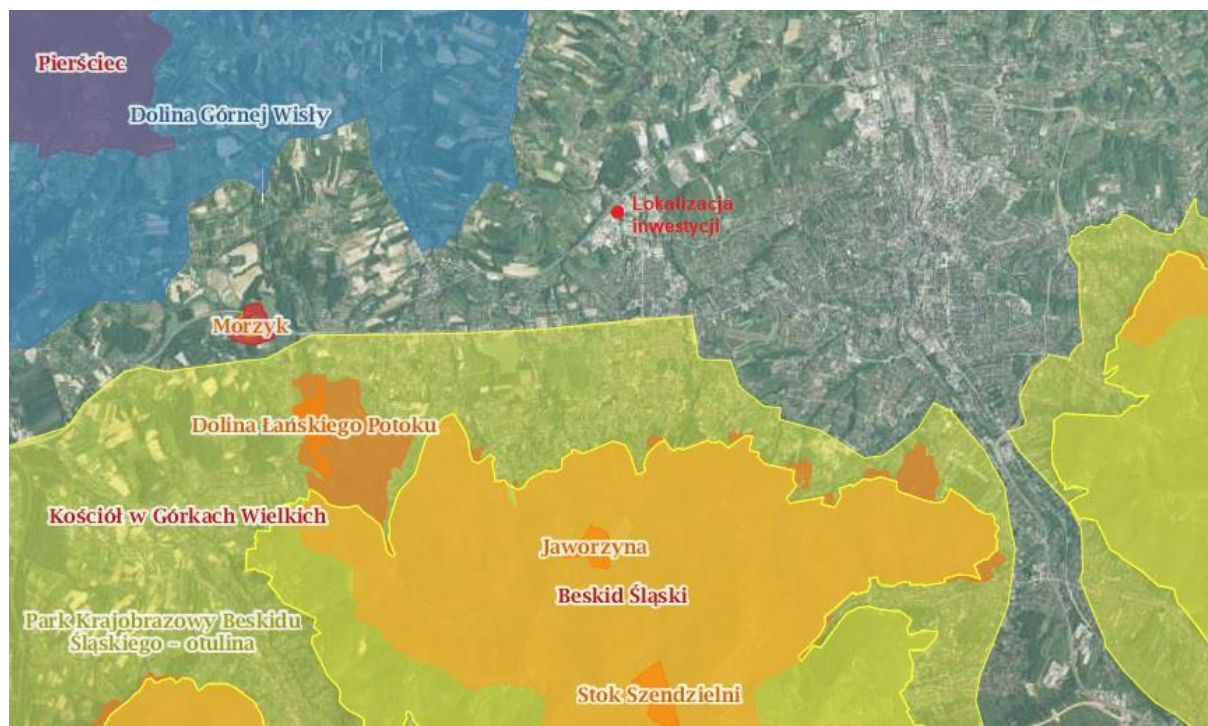 Pierściec
Dolina Górnej Wisły
Lokalizacja
inwestycji
Morzyk
Dolina Łańskiego Potoku
Kościół w Górkach Wielkich
Jaworzyna
Beskid Śląski
Park Krajobrazowy Beskidu
Śląskiego – otulina
Stok Szendzielni